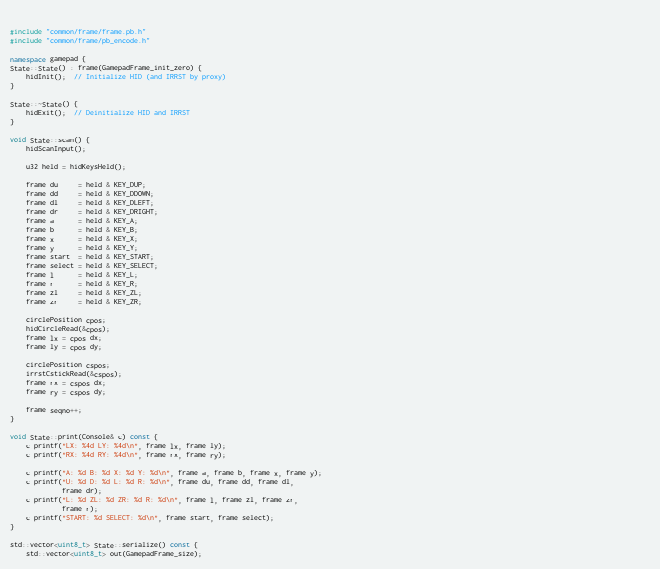 #include "common/frame/frame.pb.h"
#include "common/frame/pb_encode.h"
namespace gamepad {
State::State() : frame(GamepadFrame_init_zero) {
hidInit();  // Initialize HID (and IRRST by proxy)
}
State::~State() {
hidExit();  // Deinitialize HID and IRRST
}
void State::scan() {
hidScanInput();
u32 held = hidKeysHeld();
frame du     = held & KEY_DUP;
frame dd     = held & KEY_DDOWN;
frame dl     = held & KEY_DLEFT;
frame dr     = held & KEY_DRIGHT;
frame a      = held & KEY_A;
frame b      = held & KEY_B;
frame x      = held & KEY_X;
frame y      = held & KEY_Y;
frame start  = held & KEY_START;
frame select = held & KEY_SELECT;
frame l      = held & KEY_L;
frame r      = held & KEY_R;
frame zl     = held & KEY_ZL;
frame zr     = held & KEY_ZR;
circlePosition cpos;
hidCircleRead(&cpos);
frame lx = cpos dx;
frame ly = cpos dy;
circlePosition cspos;
irrstCstickRead(&cspos);
frame rx = cspos dx;
frame ry = cspos dy;
frame seqno++;
}
void State::print(Console& c) const {
c printf("LX: %4d LY: %4d\n", frame lx, frame ly);
c printf("RX: %4d RY: %4d\n", frame rx, frame ry);
c printf("A: %d B: %d X: %d Y: %d\n", frame a, frame b, frame x, frame y);
c printf("U: %d D: %d L: %d R: %d\n", frame du, frame dd, frame dl,
frame dr);
c printf("L: %d ZL: %d ZR: %d R: %d\n", frame l, frame zl, frame zr,
frame r);
c printf("START: %d SELECT: %d\n", frame start, frame select);
}
std::vector<uint8_t> State::serialize() const {
std::vector<uint8_t> out(GamepadFrame_size);